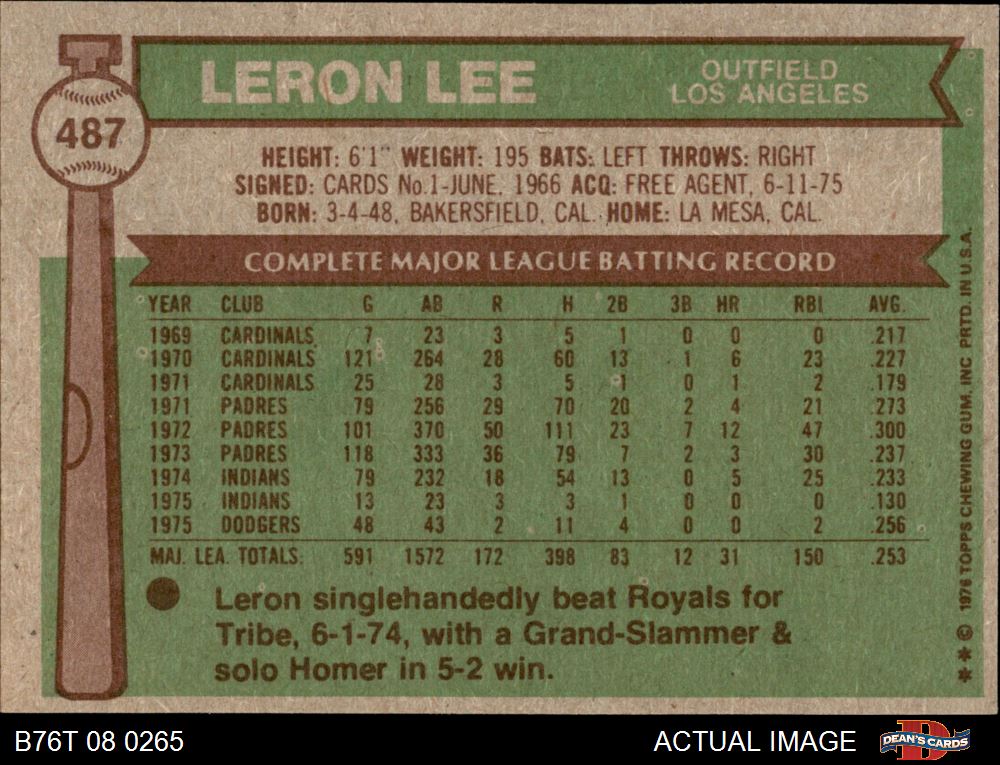 487
LERON LEE
OUTFIELD
LOS ANGELES
HEIGHT: 6'1" WEIGHT: 195 BATS: LEFT THROWS: RIGHT
SIGNED: CARDS No.1-JUNE, 1966 ACQ: FREE AGENT, 6-11-75
BORN: 3-4-48, BAKERSFIELD, CAL. HOME: LA MESA, CAL.
COMPLETE MAJOR LEAGUE BATTING RECORD
YEAR CLUB G AB R H 2B 3B HR RBI AVG.
1969 CARDINALS 7 23 3 5 1 0 0 0 .217
1970 CARDINALS 121 264 28 60 13 1 6 23 .227
1971 CARDINALS 25 28 3 5 1 0 1 2 .179
1971 PADRES 79 256 29 70 20 2 4 21 .273
1972 PADRES 101 370 50 111 23 7 12 47 .300
1973 PADRES 118 333 36 79 7 2 3 30 .237
1974 INDIANS 79 232 18 54 13 0 5 25 .233
1975 INDIANS 13 23 3 3 1 0 0 0 .130
1975 DODGERS 48 43 2 11 4 0 0 2 .256
MAJ. LEA. TOTALS. 591 1572 172 398 83 12 31 150 .253
Leron singlehandedly beat Royals for
Tribe, 6-1-74, with a Grand-Slammer &
solo Homer in 5-2 win.
* * © 1976 TOPPS CHEWING GUM, INC PRTD. IN U.S.A.
B76T 08 0265
ACTUAL IMAGE
DEAN'S CARDS